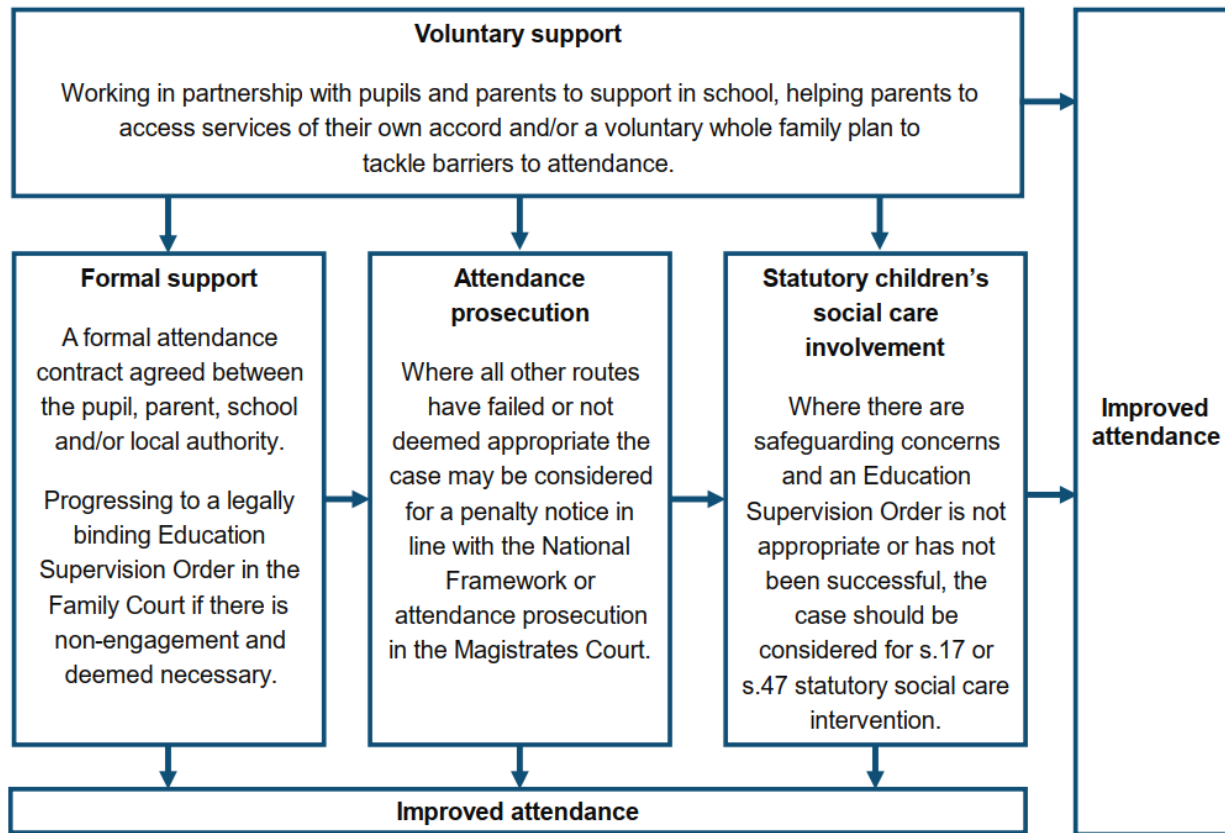 Voluntary support
Working in partnership with pupils and parents to support in school, helping parents to
access services of their own accord and/or a voluntary whole family plan to
tackle barriers to attendance.
Formal support
A formal attendance
contract agreed between
the pupil, parent, school
and/or local authority.
Progressing to a legally
binding Education
Supervision Order in the
Family Court if there is
non-engagement and
deemed necessary.
Attendance
prosecution
Where all other routes
have failed or not
deemed appropriate the
case may be considered
for a penalty notice in
line with the National
Framework or
attendance prosecution
in the Magistrates Court.
Statutory children’s
social care
involvement
Where there are
safeguarding concerns
and an Education
Supervision Order is not
appropriate or has not
been successful, the
case should be
considered for s.17 or
s.47 statutory social care
intervention.
Improved
attendance
Improved attendance